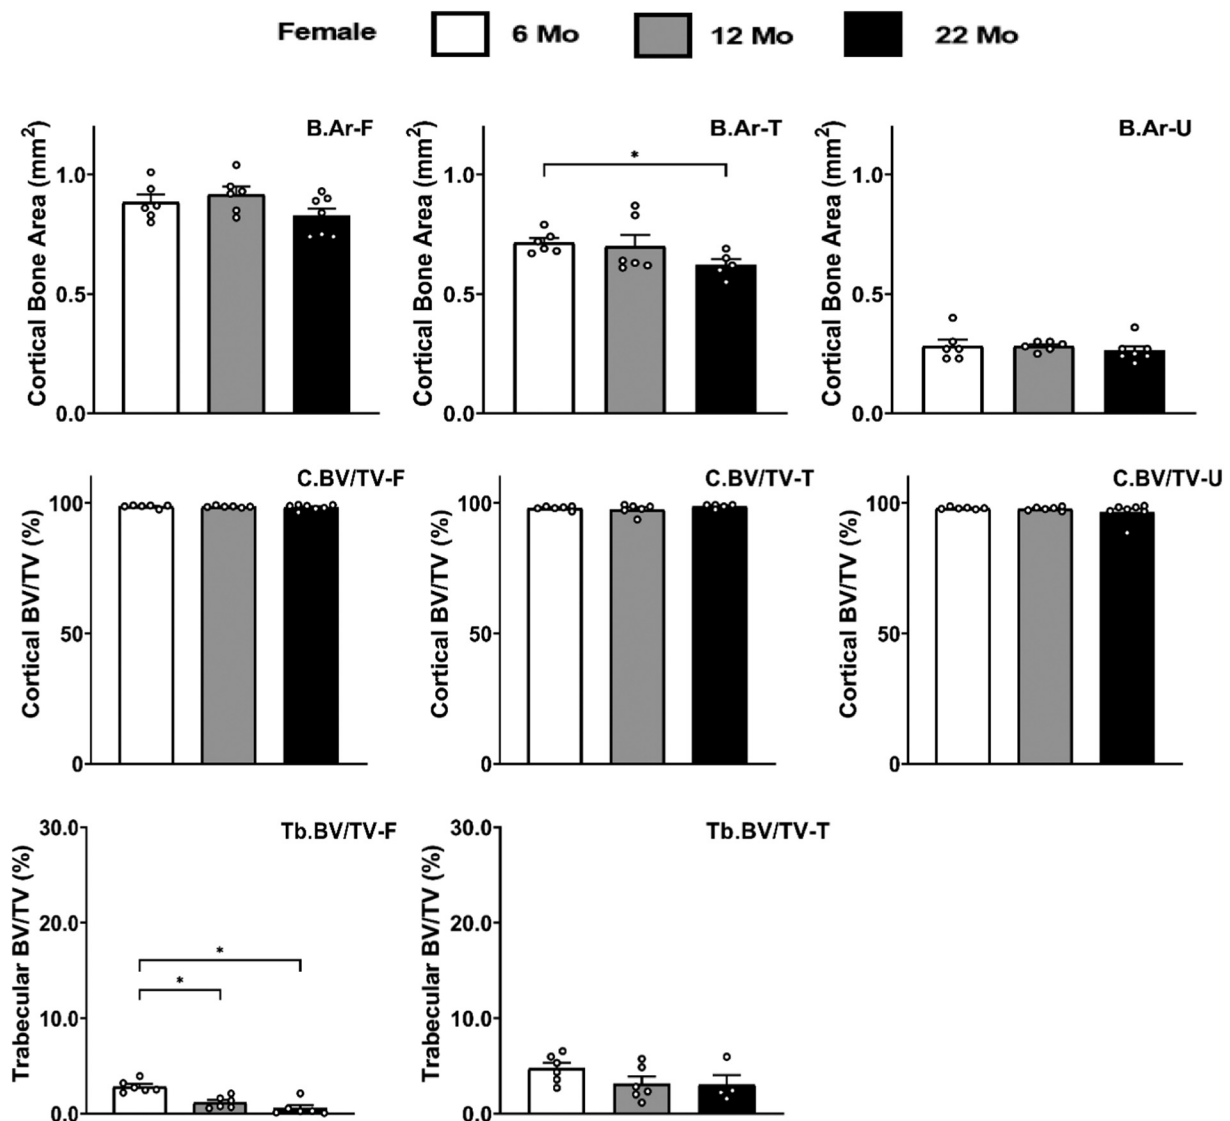 Female 6 Mo 12 Mo 22 Mo
B.Ar-F
Cortical Bone Area (mm2)
1.0
0.5
0.0
B.Ar-T
Cortical Bone Area (mm2)
1.0
0.5
0.0
*
B.Ar-U
Cortical Bone Area (mm2)
1.0
0.5
0.0
C.BV/TV-F
Cortical BV/TV (%)
100
50
0
C.BV/TV-T
Cortical BV/TV (%)
100
50
0
C.BV/TV-U
Cortical BV/TV (%)
100
50
0
Tb.BV/TV-F
Trabecular BV/TV (%)
30.0
20.0
10.0
0.0
*
*
Tb.BV/TV-T
Trabecular BV/TV (%)
30.0
20.0
10.0
0.0